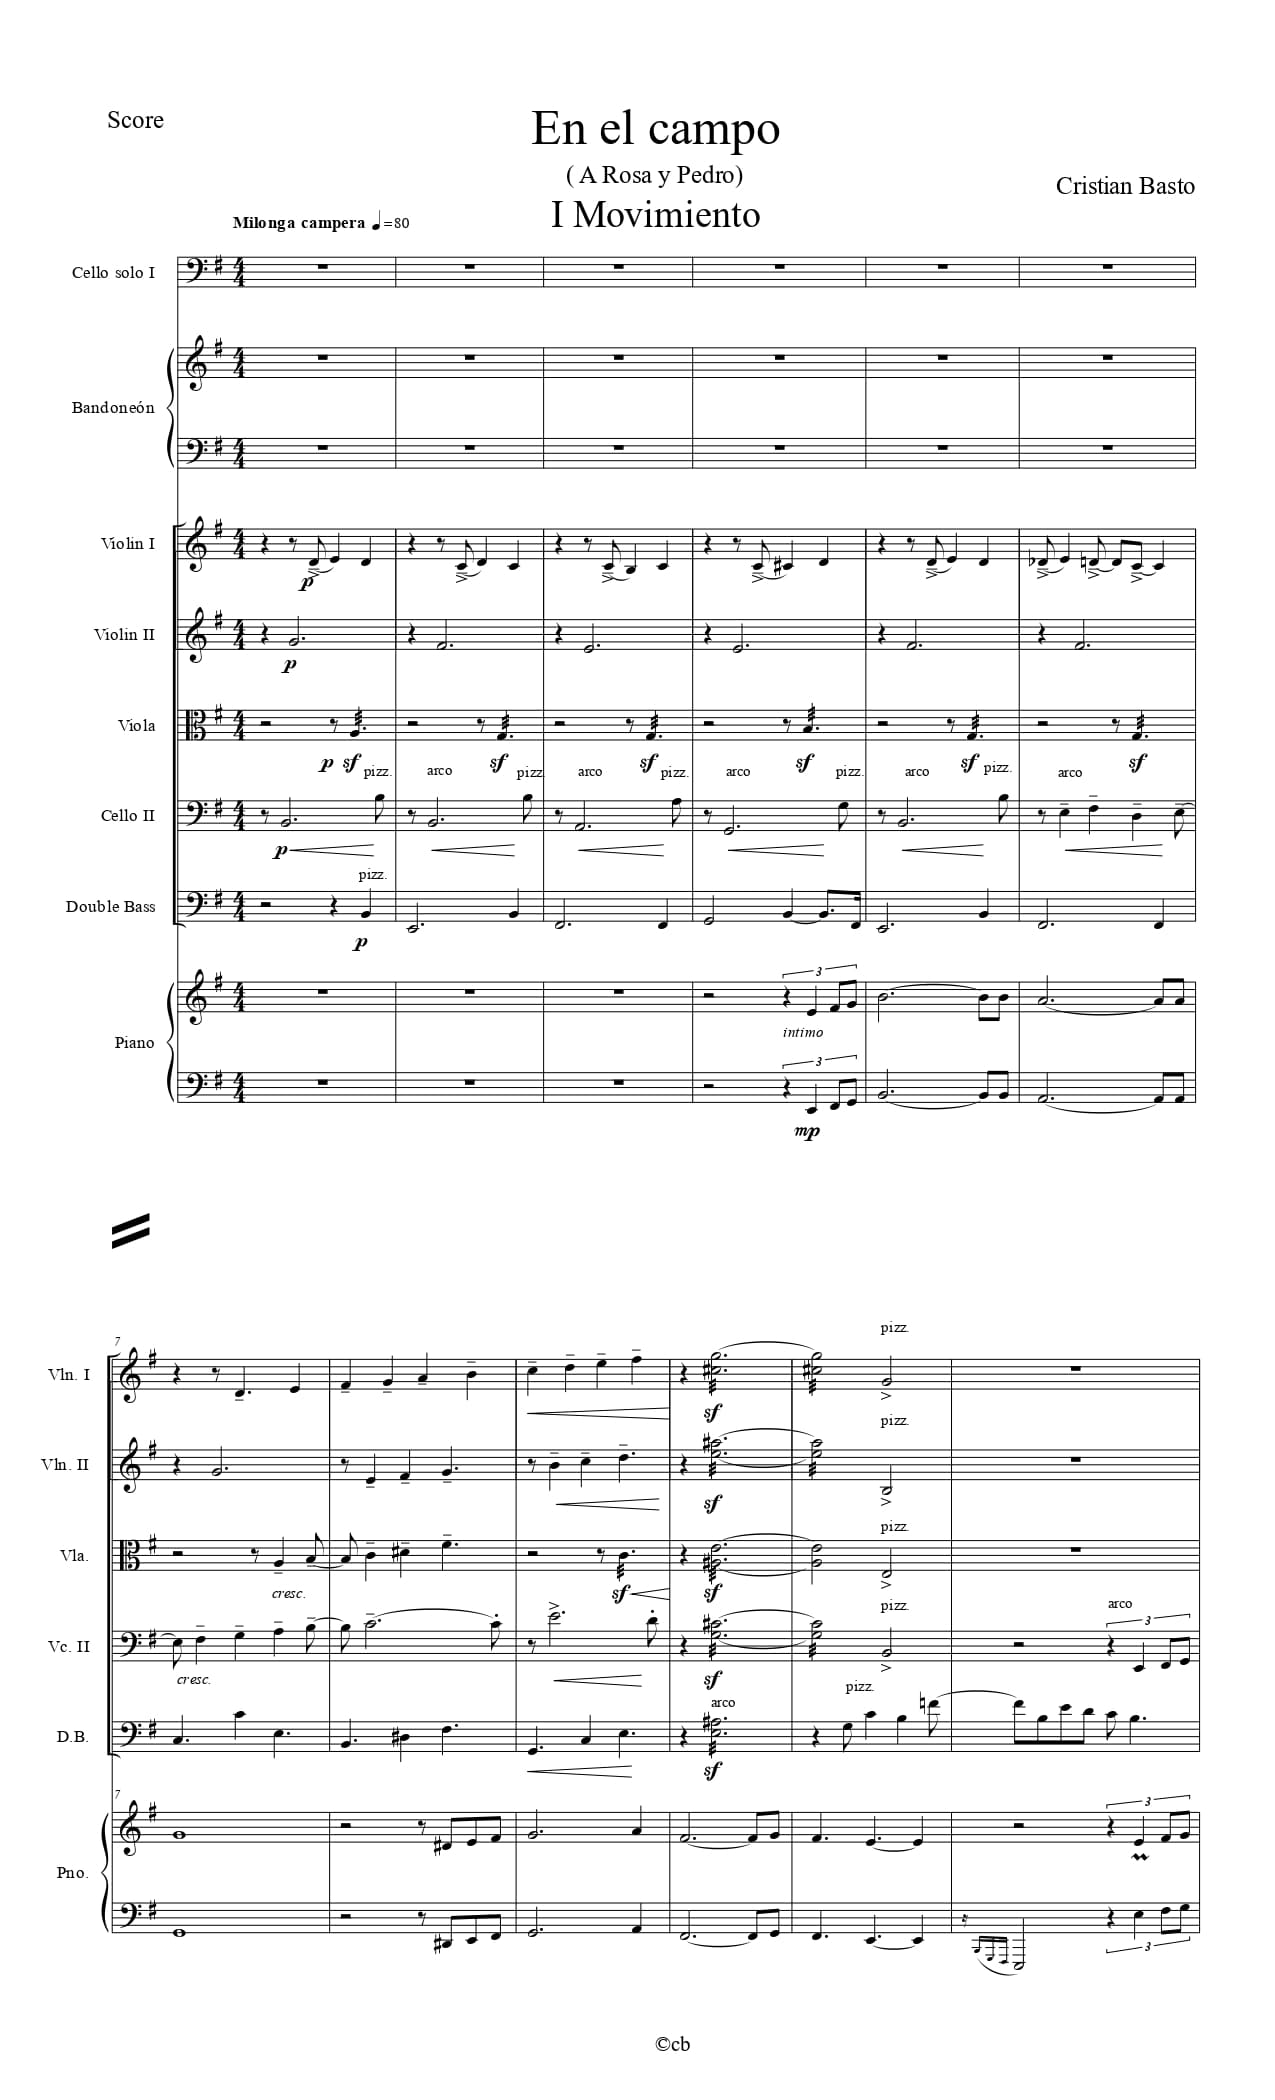 Score
En el campo
( A Rosa y Pedro)
Cristian Basto
I Movimiento
Milonga campera ♩=80
Cello solo I
Bandoneón
Violin I
p
Violin II
p
Viola
p sf sf sf sf sf sf
pizz. arco pizz. arco pizz. arco pizz. arco pizz. arco
Cello II
p
pizz.
Double Bass
p
3
intimo
Piano
3
mp
7
pizz.
Vln. I
sf
pizz.
Vln. II
sf
pizz.
Vla.
cresc. sf sf
pizz. arco
3
Vc. II
cresc. sf
arco pizz.
D.B.
sf
7
3
Pno.
3
©cb